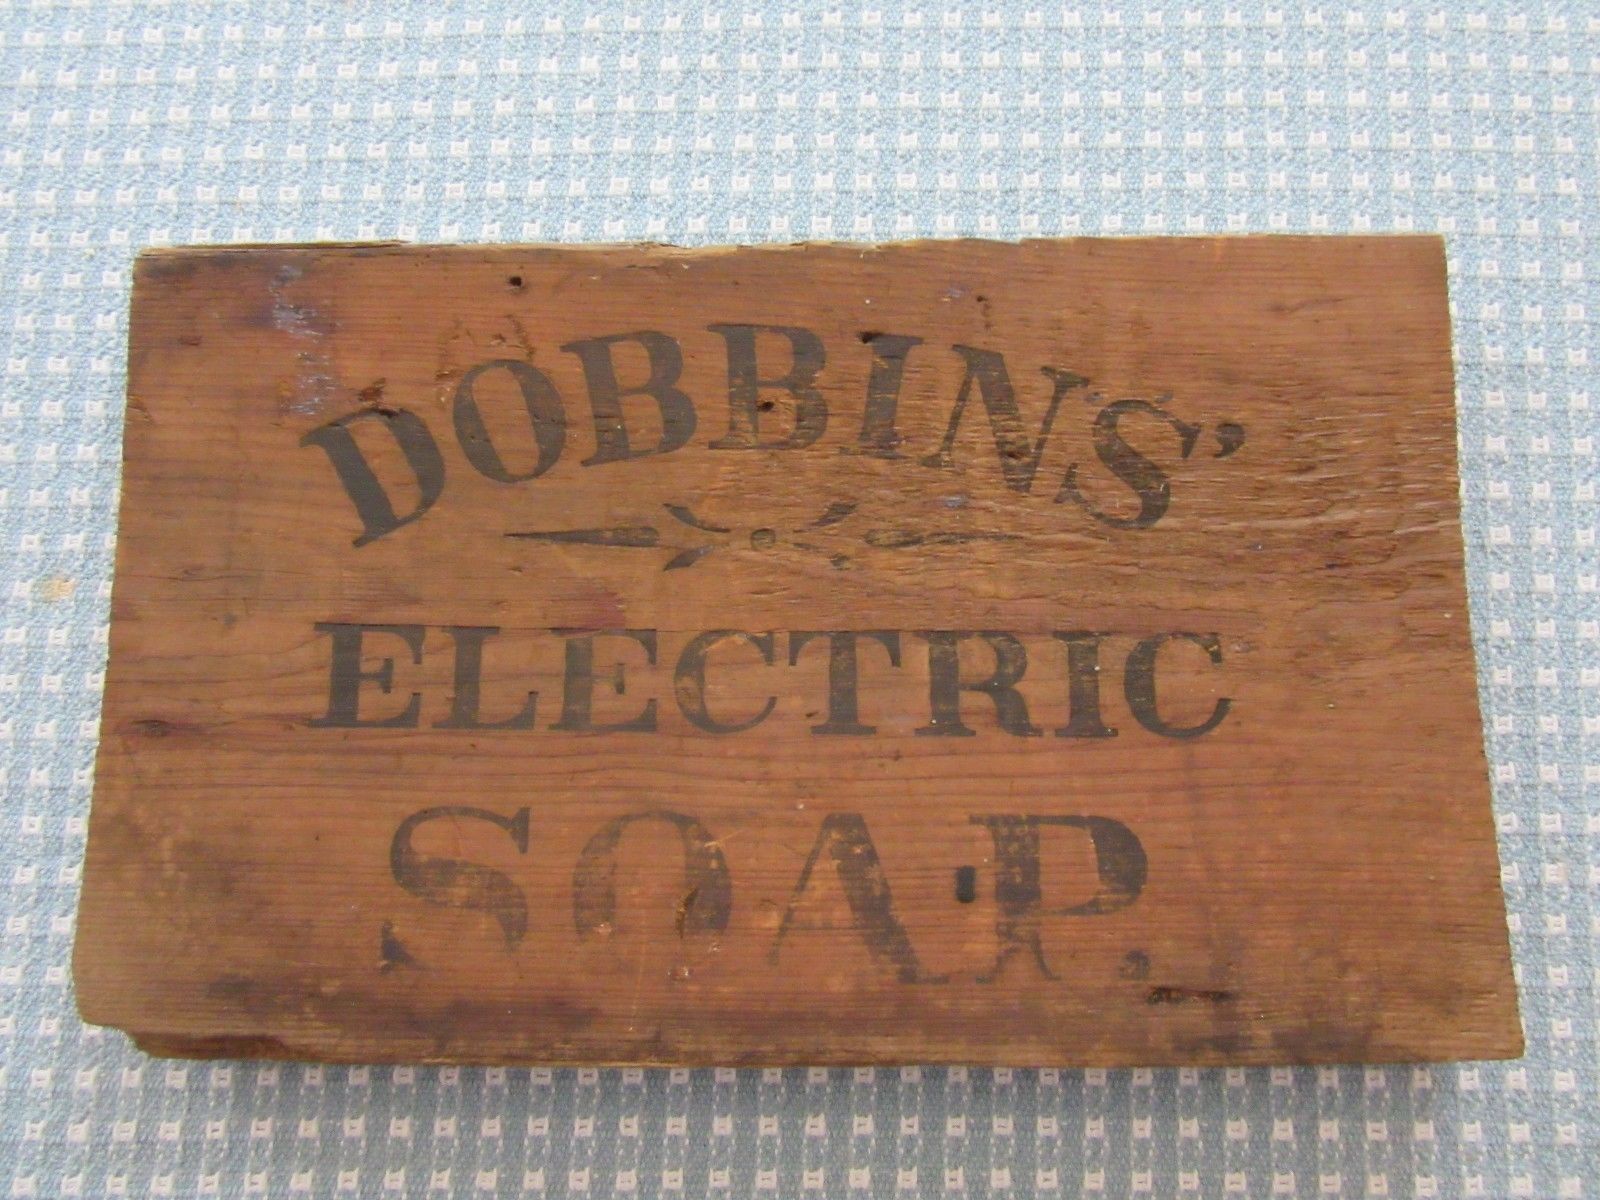 DOBBINS'
ELECTRIC
SOAP.